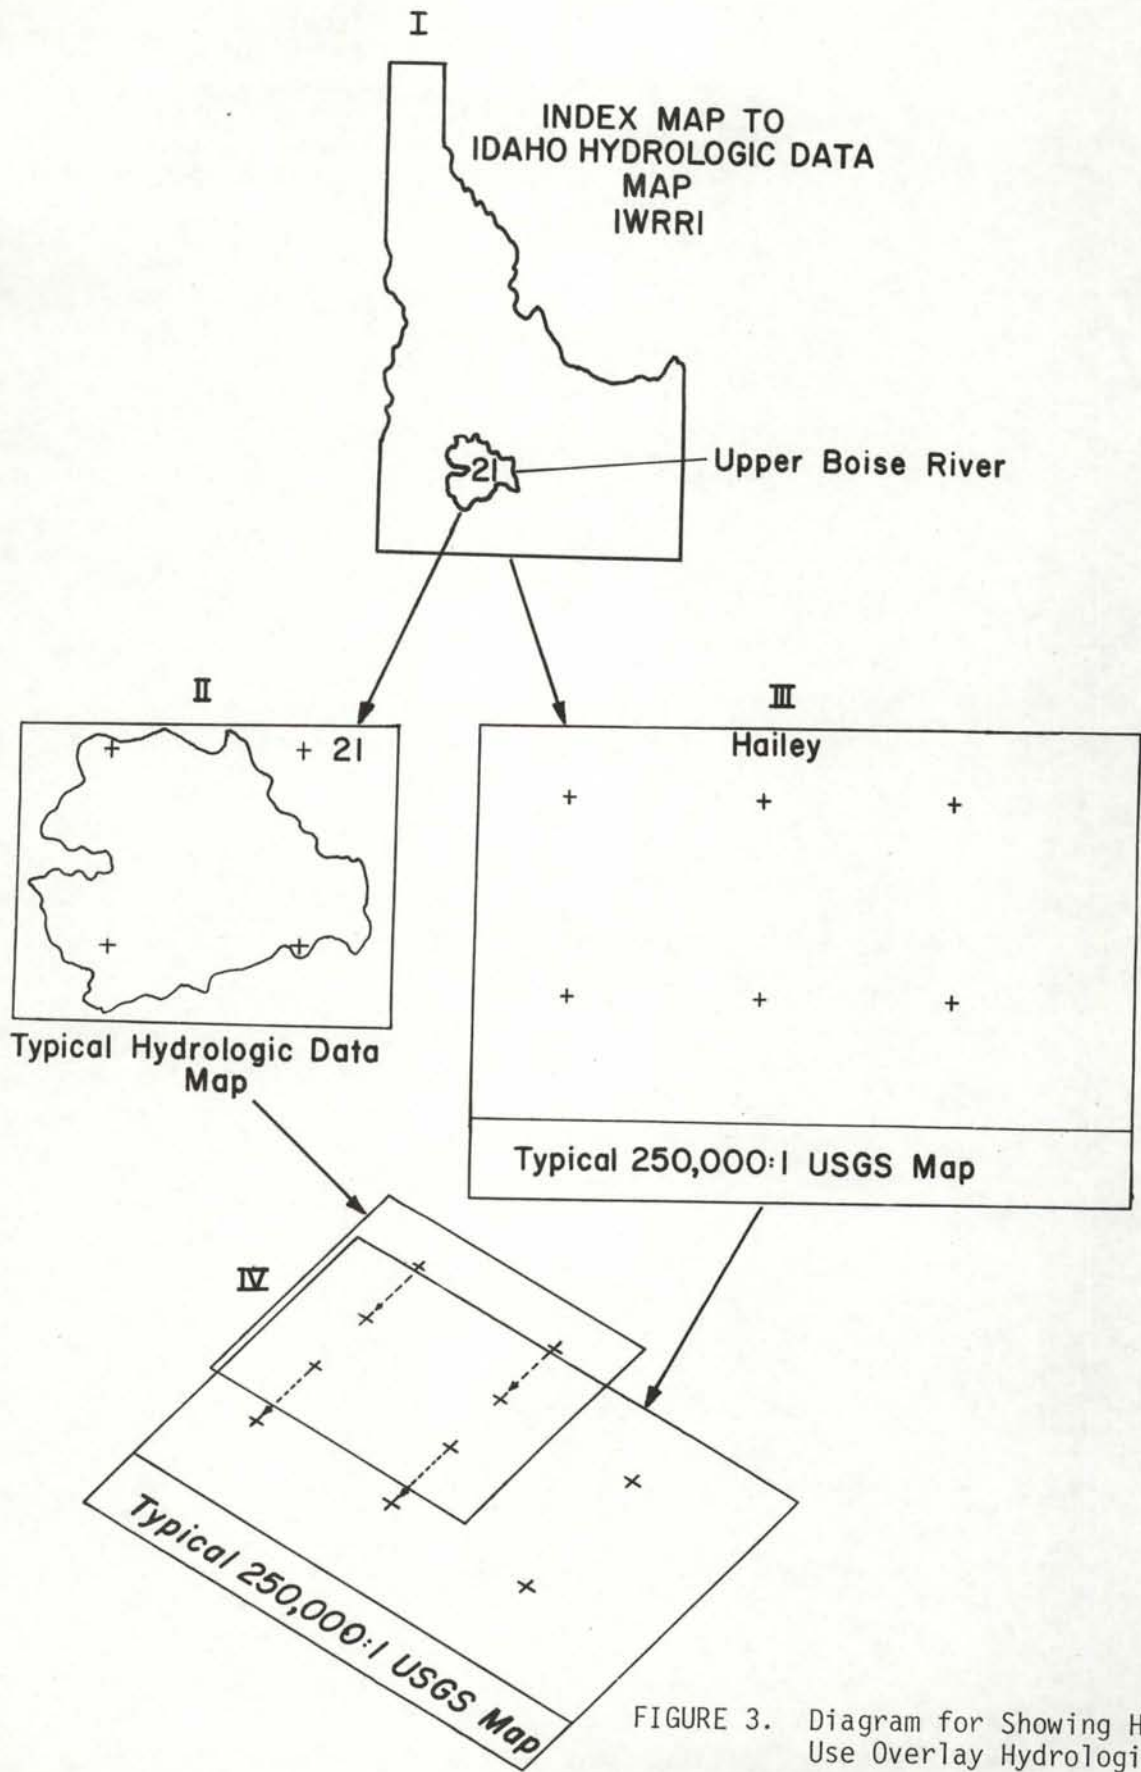 I
INDEX MAP TO
IDAHO HYDROLOGIC DATA
MAP
IWRRI
21
Upper Boise River
II
+ 21
Typical Hydrologic Data
Map
III
Hailey
Typical 250,000:1 USGS Map
IV
Typical 250,000:1 USGS Map
FIGURE 3. Diagram for Showing H
Use Overlay Hydrologi